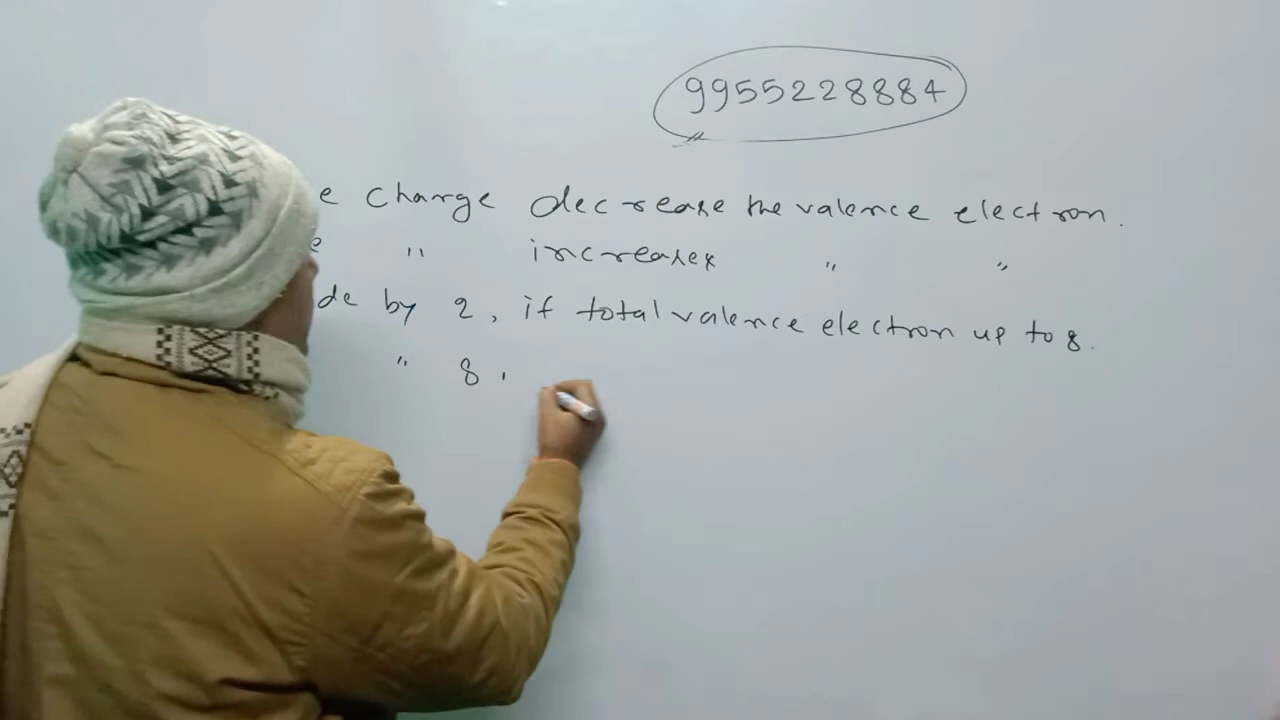 9955228884
e charge decrease the valence electron.
e " increases " "
de by 2, if total valence electron up to 8.
" 8,